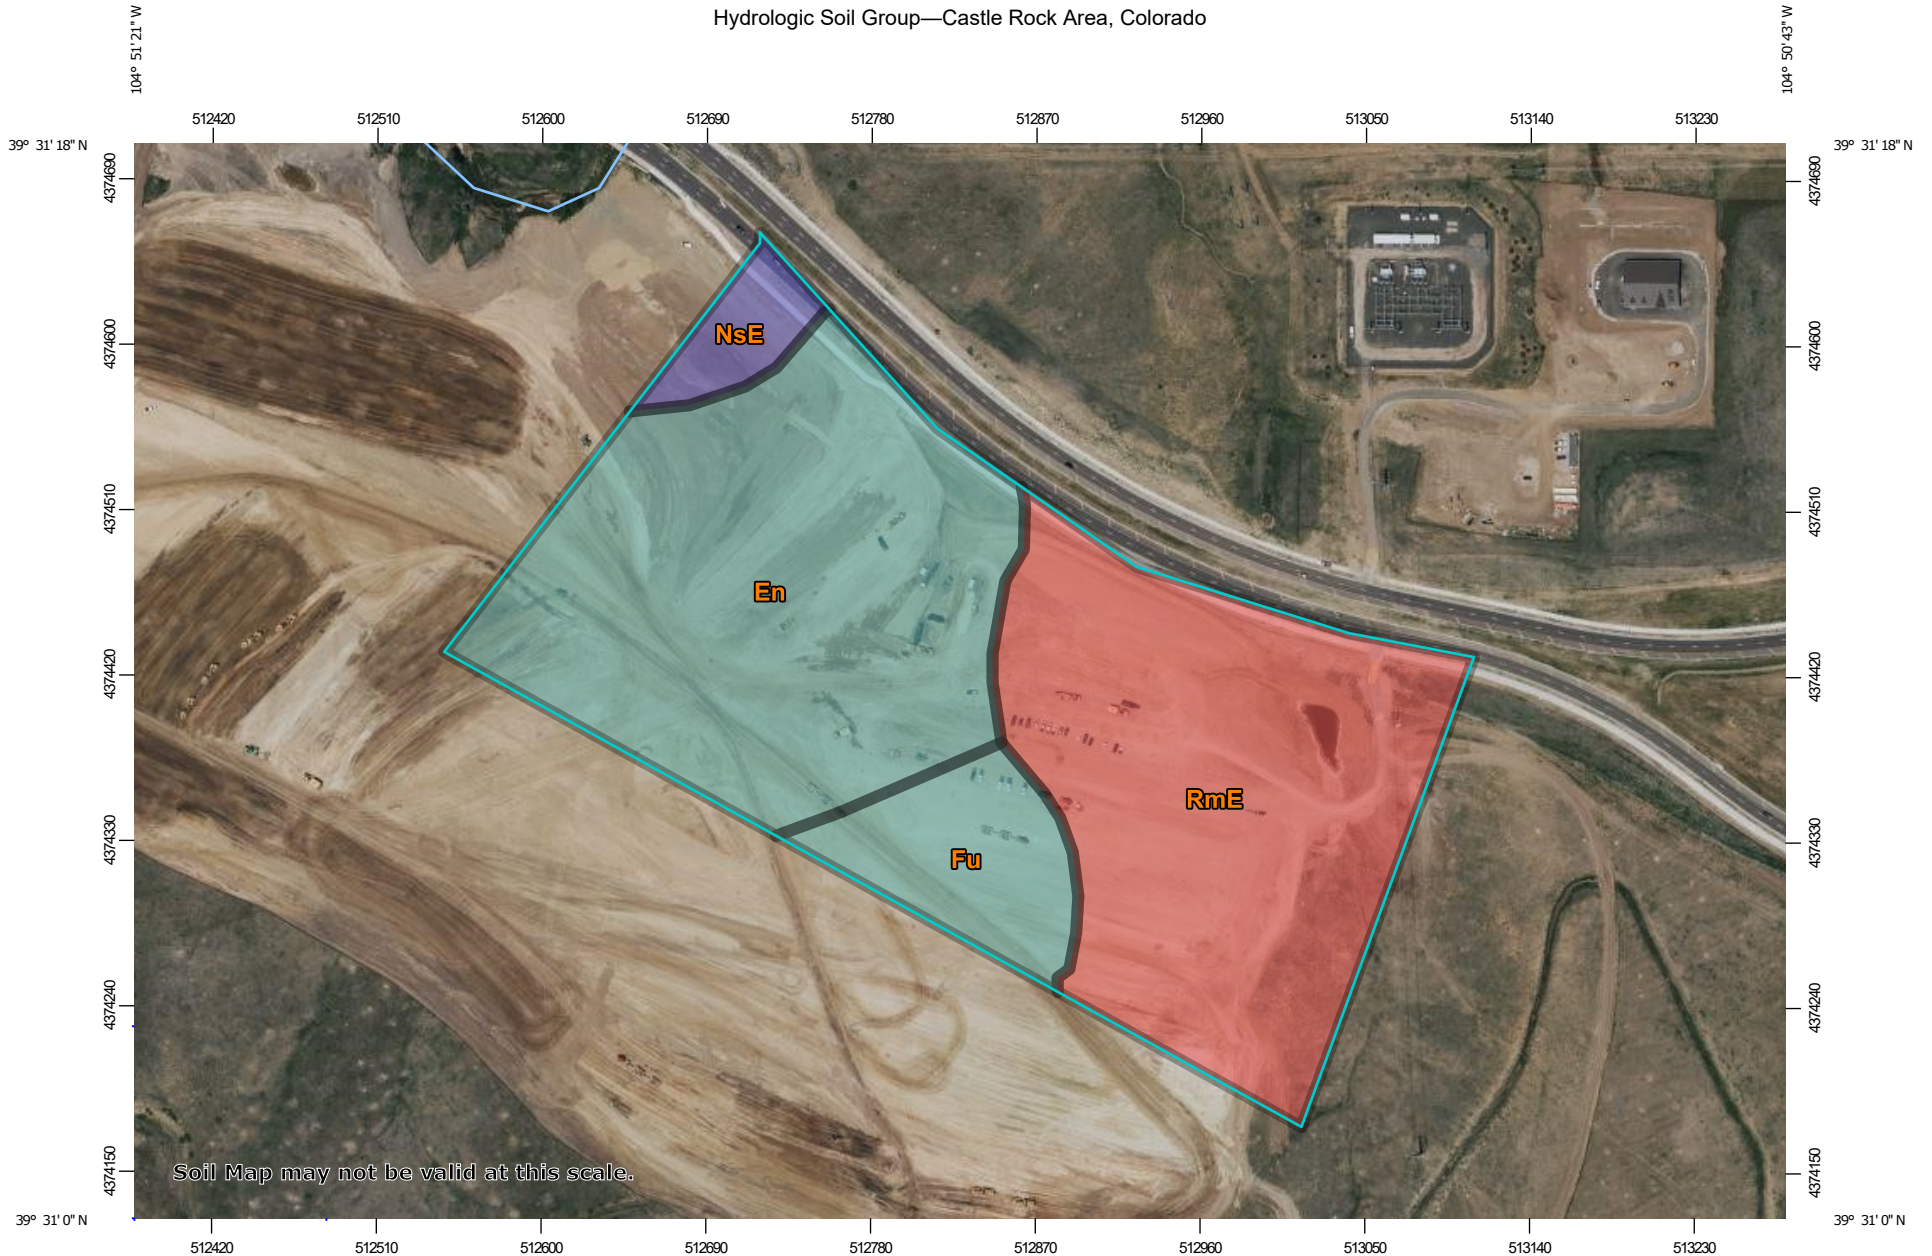 Hydrologic Soil Group—Castle Rock Area, Colorado
104° 51' 21" W
104° 50' 43" W
512420 512510 512600 512690 512780 512870 512960 513050 513140 513230
39° 31' 18" N
39° 31' 18" N
4374690
4374690
4374600
4374600
NsE
4374510
4374510
En
4374420
4374420
RmE
4374330
4374330
Fu
4374240
4374240
4374150
4374150
Soil Map may not be valid at this scale.
39° 31' 0" N
39° 31' 0" N
512420 512510 512600 512690 512780 512870 512960 513050 513140 513230